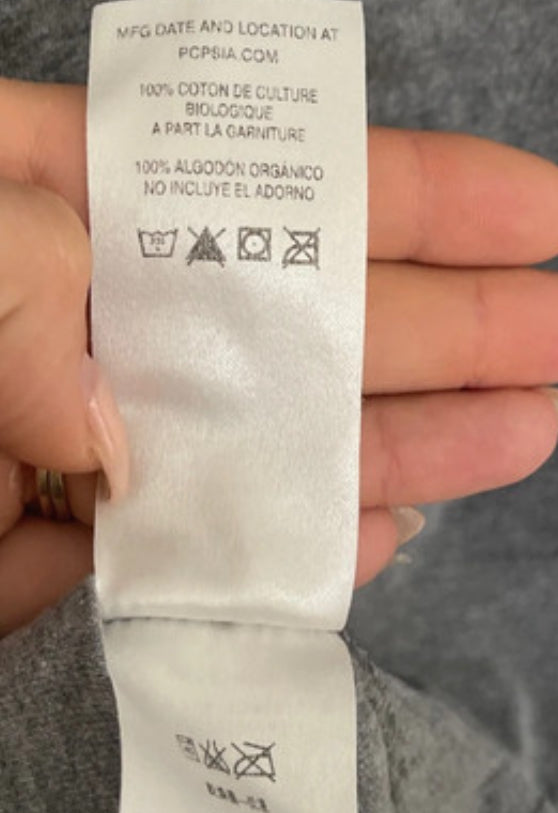 MFG DATE AND LOCATION AT
PCPSIA.COM
100% COTON DE CULTURE
BIOLOGIQUE
A PART LA GARNITURE
100% ALGODÓN ORGÁNICO
NO INCLUYE EL ADORNO